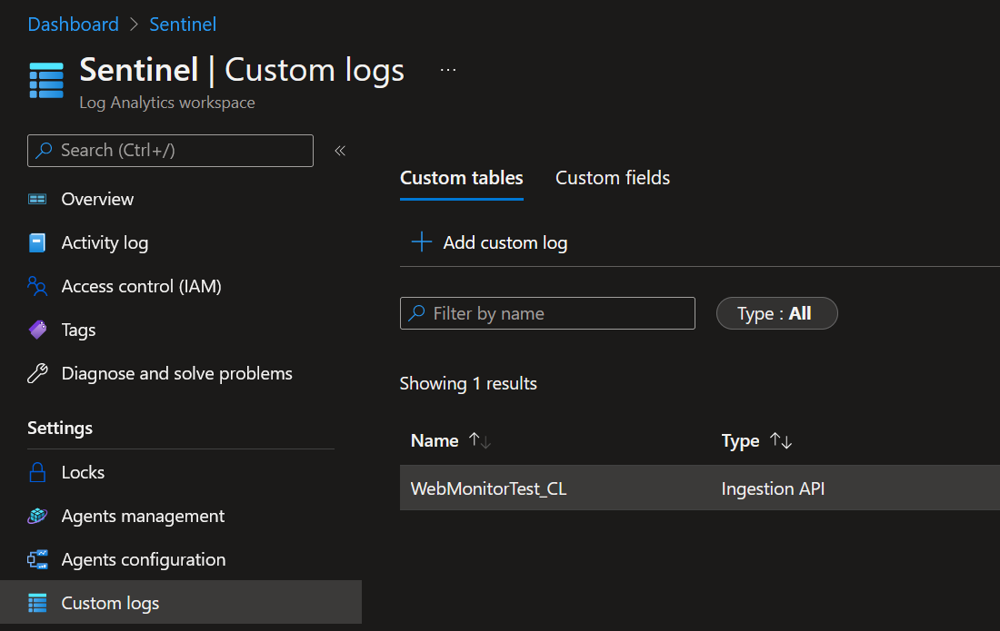 Dashboard > Sentinel
Sentinel | Custom logs ...
Log Analytics workspace
Search (Ctrl+/)
«
Overview
Activity log
Access control (IAM)
Tags
Diagnose and solve problems
Settings
Locks
Agents management
Agents configuration
Custom logs
Custom tables Custom fields
+ Add custom log
Filter by name
Type : All
Showing 1 results
Name ↑↓ Type ↑↓
WebMonitorTest_CL Ingestion API